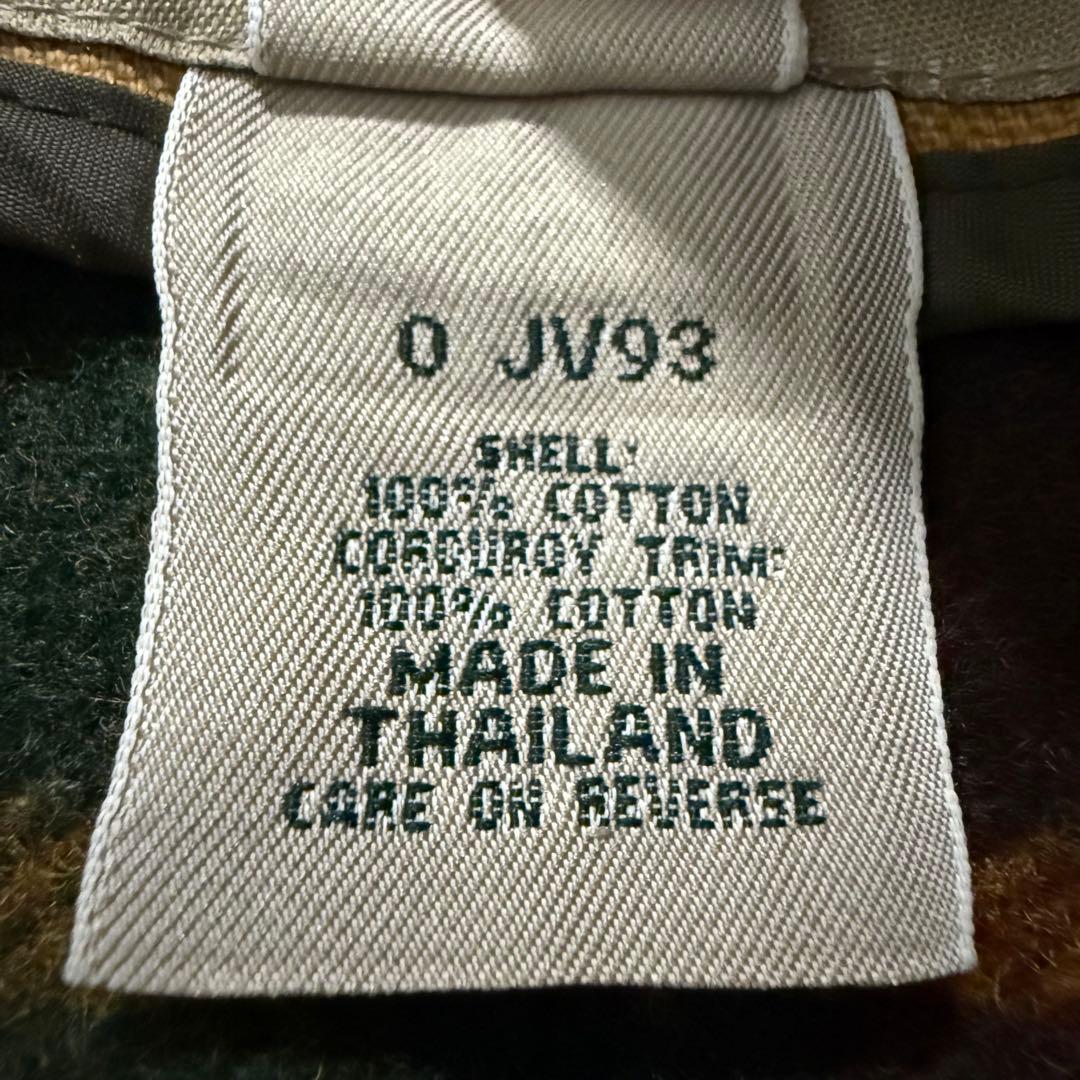 0 JV93
SHELL:
100% COTTON
CORDUROY TRIM:
100% COTTON
MADE IN
THAILAND
CARE ON REVERSE